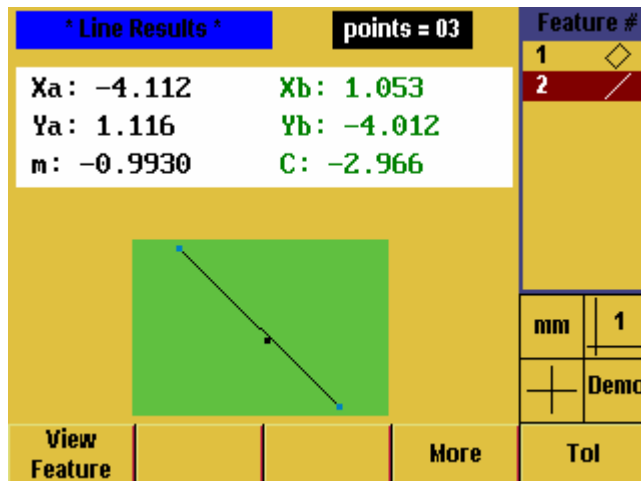 * Line Results *
points = 03
Feature #
1
2
Xa: -4.112
Xb: 1.053
Ya: 1.116
Yb: -4.012
m: -0.9930
C: -2.966
mm
1
Demo
View
Feature
More
Tol